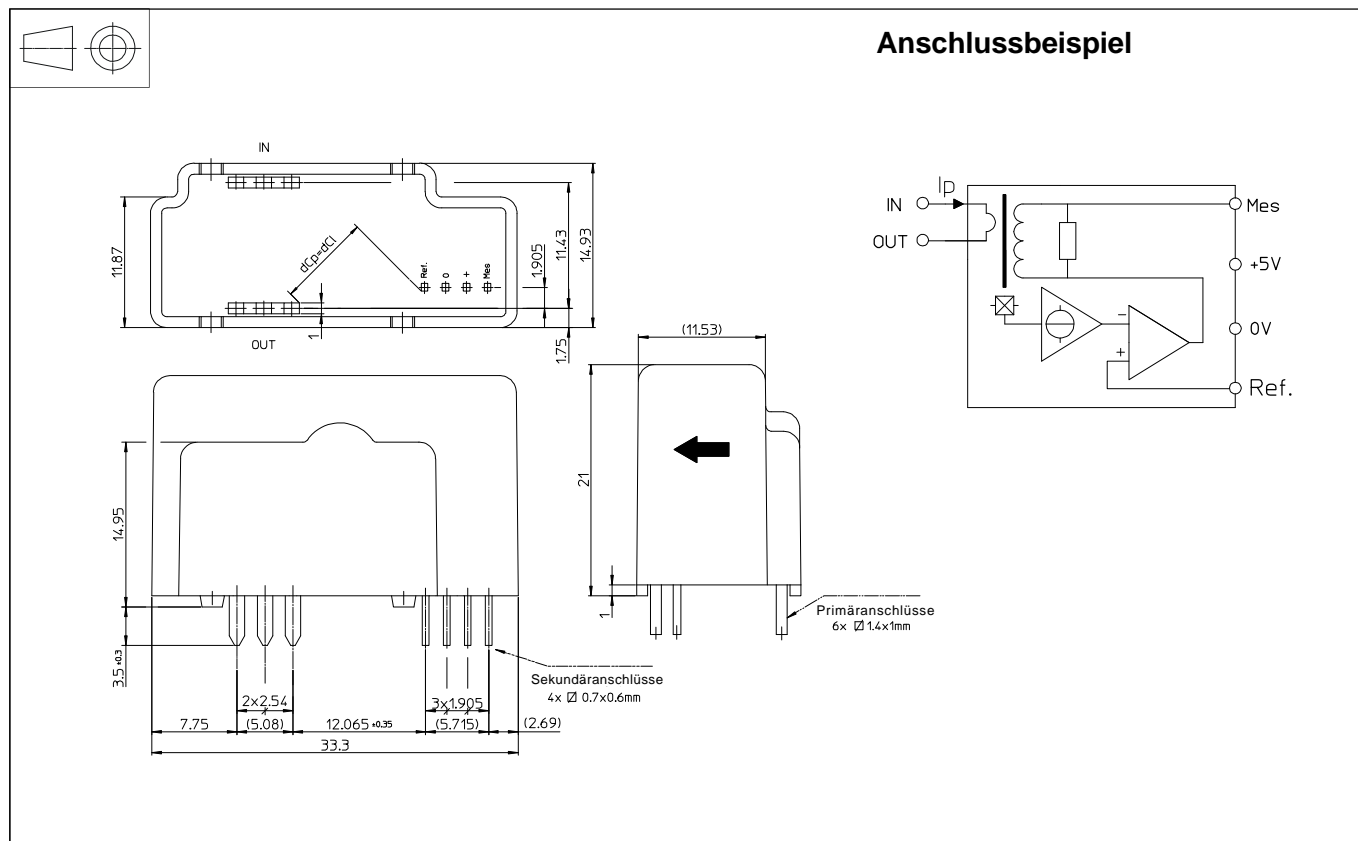 Anschlussbeispiel
IN
11.87
dCp=dCl
Ref.
0
+
Mes
1.905
11.43
14.93
1
1.75
OUT
IN
Ip
OUT
Mes
+5V
0V
Ref.
−
+
(11.53)
21
1
14.95
3.5 ±0.3
Primäranschlüsse
6x ☐ 1.4x1mm
Sekundäranschlüsse
4x ☐ 0.7x0.6mm
2x2.54
3x1.905
7.75
(5.08)
12.065 ±0.35
(5.715)
(2.69)
33.3